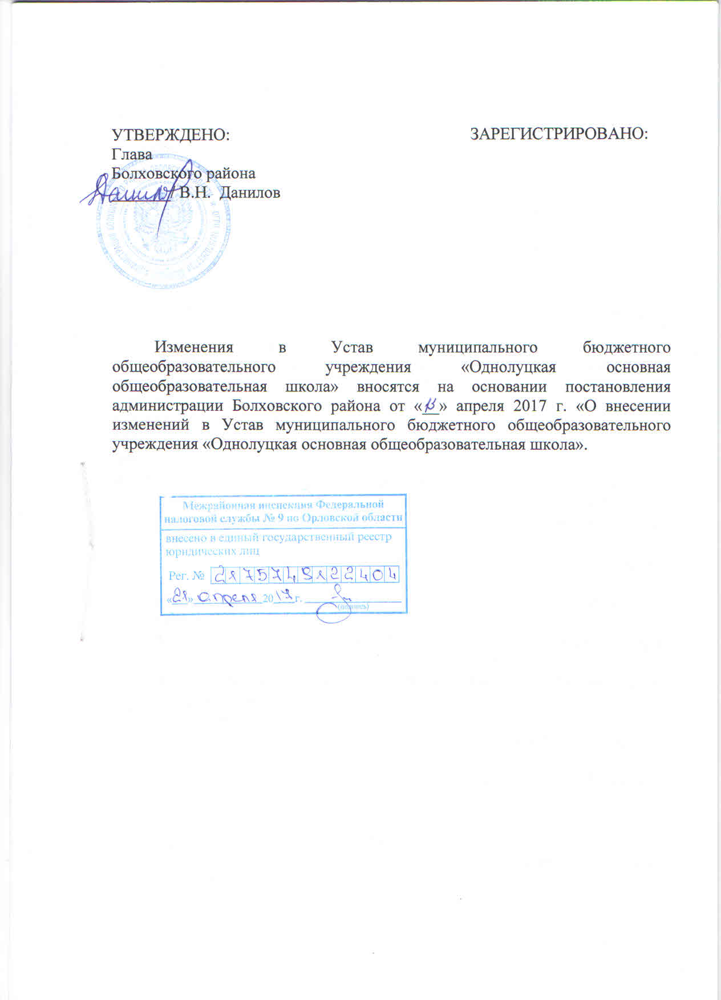 УТВЕРЖДЕНО:
ЗАРЕГИСТРИРОВАНО:
Глава
Болховского района
В.Н. Данилов
Изменения в Устав муниципального бюджетного
общеобразовательного учреждения «Однолуцкая основная
общеобразовательная школа» вносятся на основании постановления
администрации Болховского района от «13» апреля 2017 г. «О внесении
изменений в Устав муниципального бюджетного общеобразовательного
учреждения «Однолуцкая основная общеобразовательная школа».
Межрайонная инспекция Федеральной
налоговой службы № 9 по Орловской области
внесено в единый государственный реестр
юридических лиц
Рег. № 2175749122404
«21» апреля 2017 г.
(подпись)